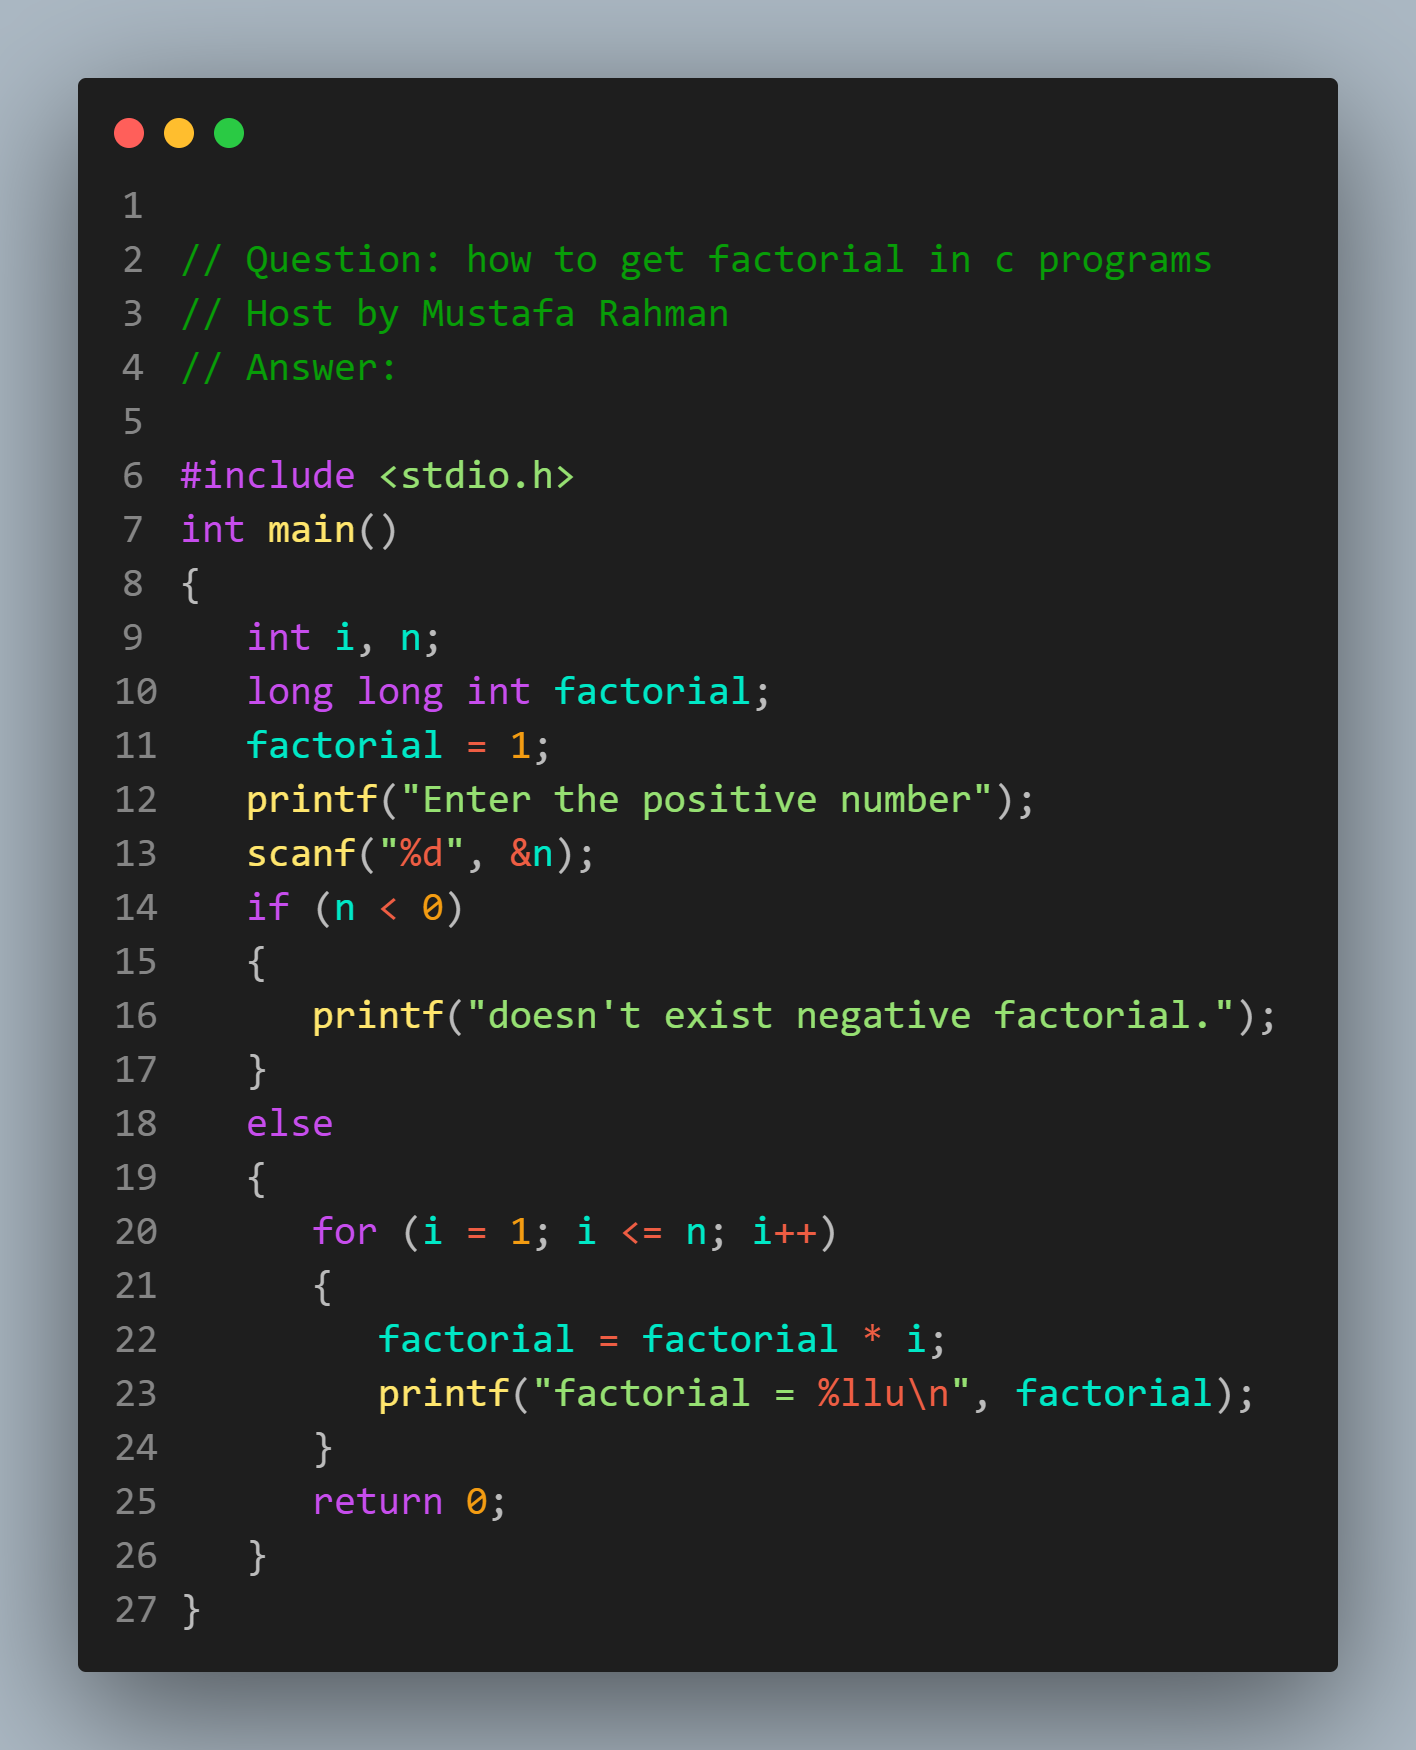 1
2 // Question: how to get factorial in c programs
3 // Host by Mustafa Rahman
4 // Answer:
5
6 #include <stdio.h>
7 int main()
8 {
9    int i, n;
10    long long int factorial;
11    factorial = 1;
12    printf("Enter the positive number");
13    scanf("%d", &n);
14    if (n < 0)
15    {
16       printf("doesn't exist negative factorial.");
17    }
18    else
19    {
20       for (i = 1; i <= n; i++)
21       {
22          factorial = factorial * i;
23          printf("factorial = %llu\n", factorial);
24       }
25       return 0;
26    }
27 }